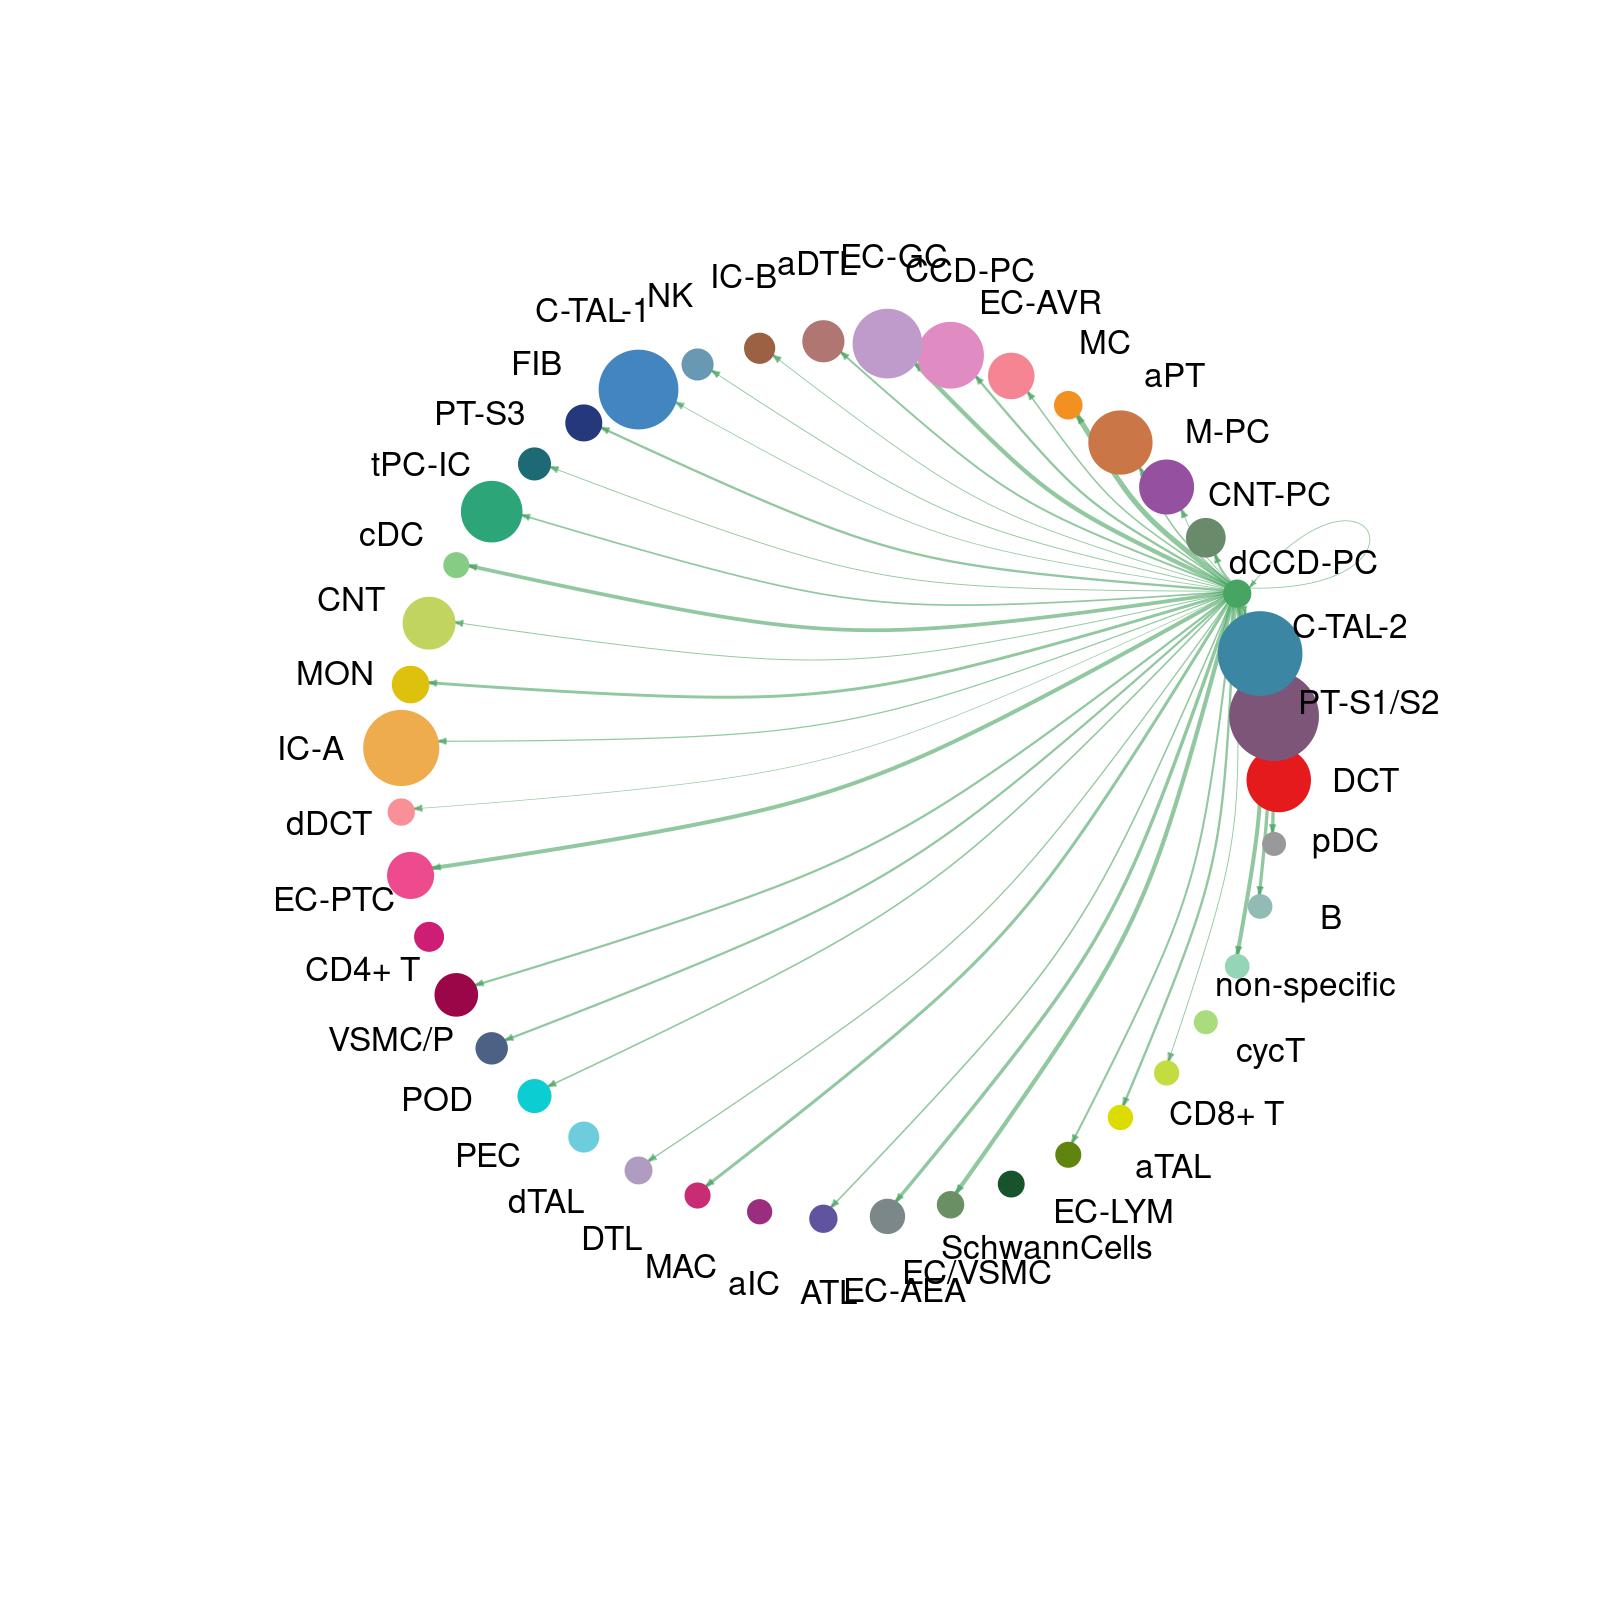 EC-GC
aDTL
CCD-PC
IC-B
NK
EC-AVR
C-TAL-1
MC
FIB
aPT
PT-S3
M-PC
tPC-IC
CNT-PC
cDC
dCCD-PC
CNT
C-TAL-2
MON
PT-S1/S2
IC-A
DCT
dDCT
pDC
EC-PTC
B
CD4+ T
non-specific
VSMC/P
cycT
POD
CD8+ T
PEC
aTAL
dTAL
EC-LYM
DTL
SchwannCells
MAC
EC/VSMC
aIC
ATL
EC-AEA